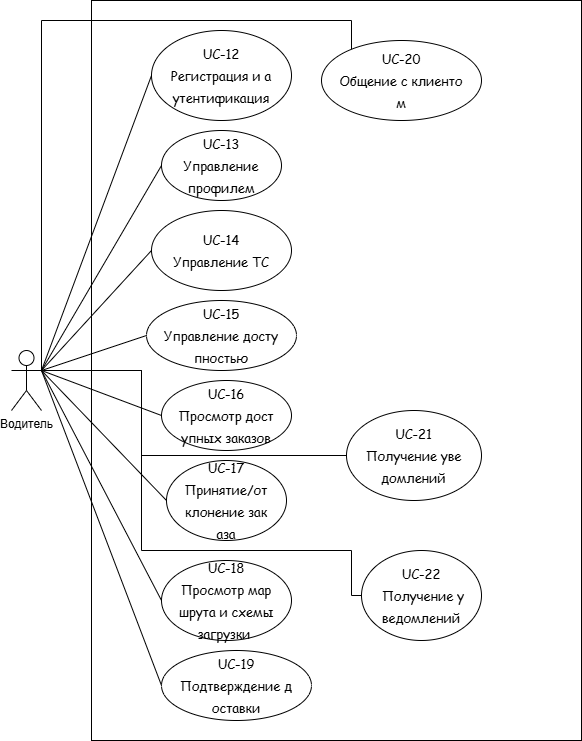 UC-12
Регистрация и а
утентификация
UC-20
Общение с клиенто
м
UC-13
Управление
профилем
UC-14
Управление ТС
UC-15
Управление досту
пностью
Водитель
UC-16
Просмотр дост
упных заказов
UC-21
Получение уве
домлений
UC-17
Принятие/от
клонение зак
аза
UC-18
Просмотр мар
шрута и схемы
загрузки
UC-22
Получение у
ведомлений
UC-19
Подтверждение д
оставки